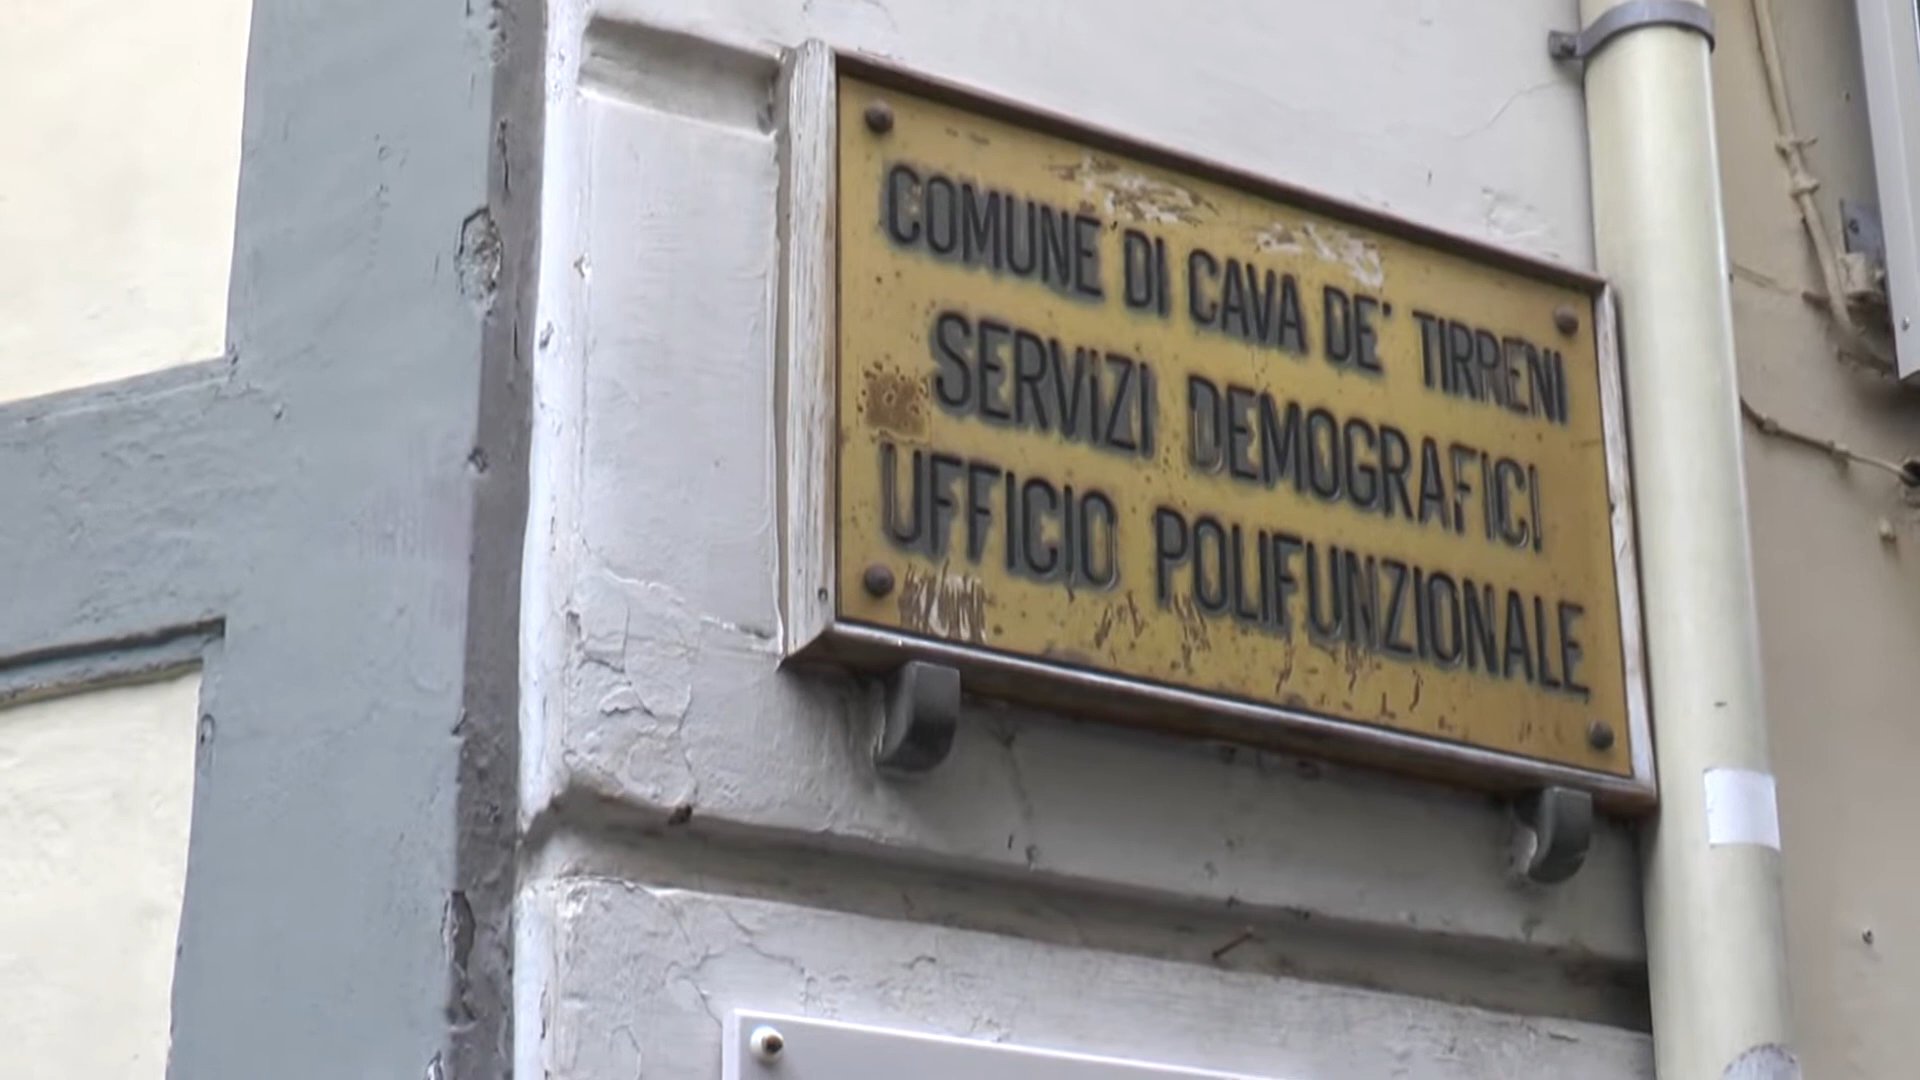 COMUNE DI CAVA DE' TIRRENI
SERVIZI DEMOGRAFICI
UFFICIO POLIFUNZIONALE